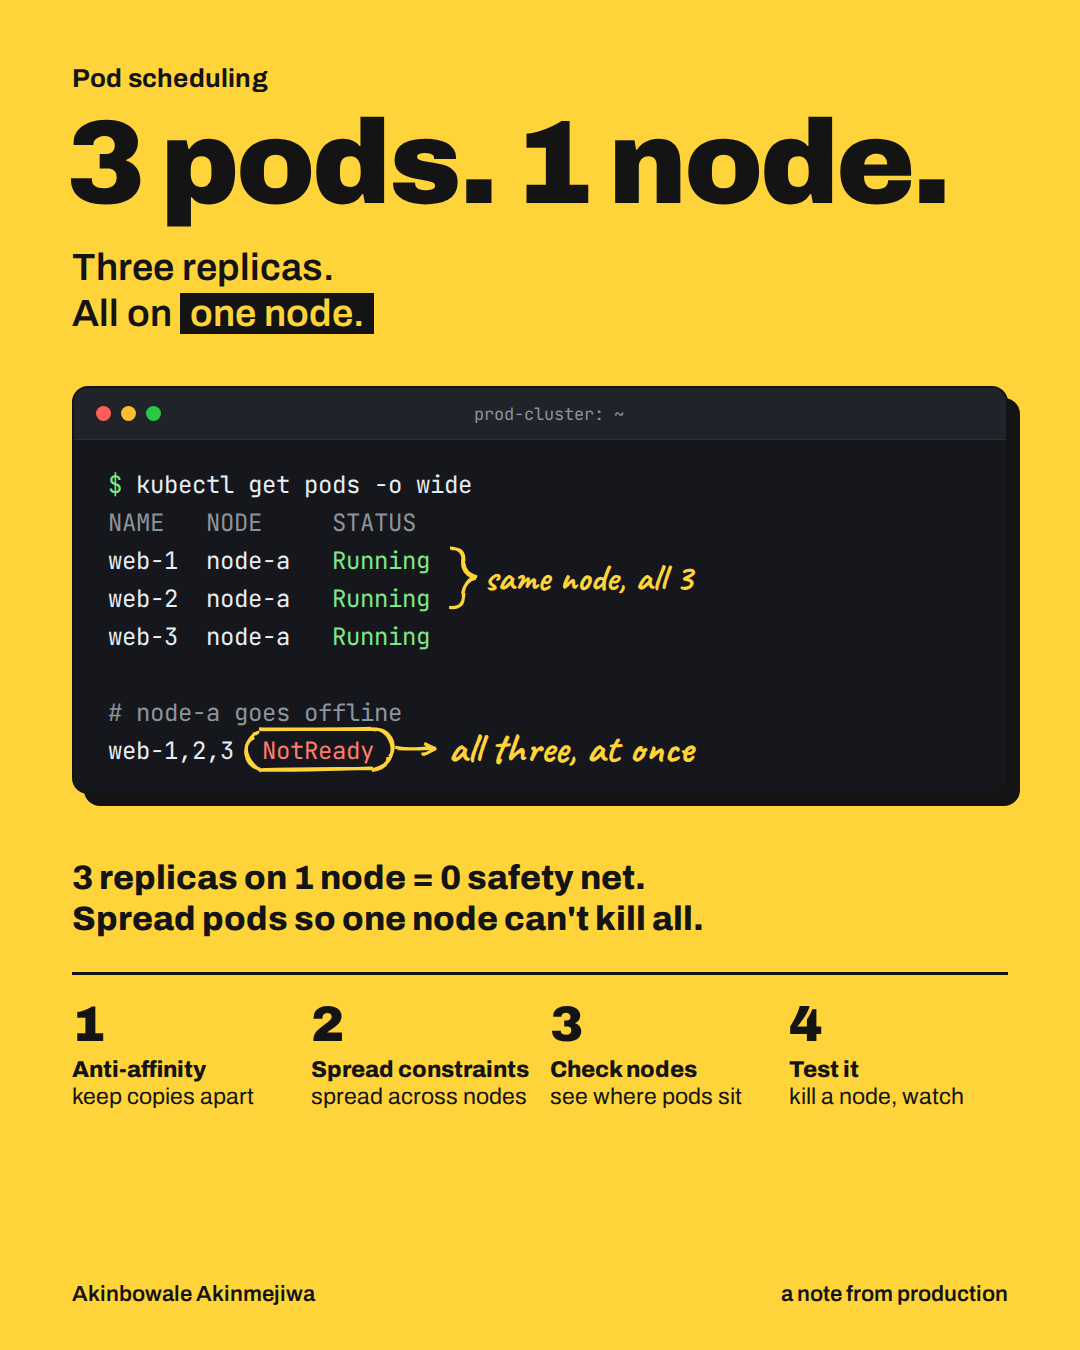 Pod scheduling
3 pods. 1 node.
Three replicas.
All on one node.
prod-cluster: ~
$ kubectl get pods -o wide
NAME NODE STATUS
web-1 node-a Running
web-2 node-a Running
same node, all 3
web-3 node-a Running
# node-a goes offline
web-1,2,3 NotReady all three, at once
3 replicas on 1 node = 0 safety net.
Spread pods so one node can't kill all.
1
Anti-affinity
keep copies apart
2
Spread constraints
spread across nodes
3
Check nodes
see where pods sit
4
Test it
kill a node, watch
Akinbowale Akinmejiwa
a note from production